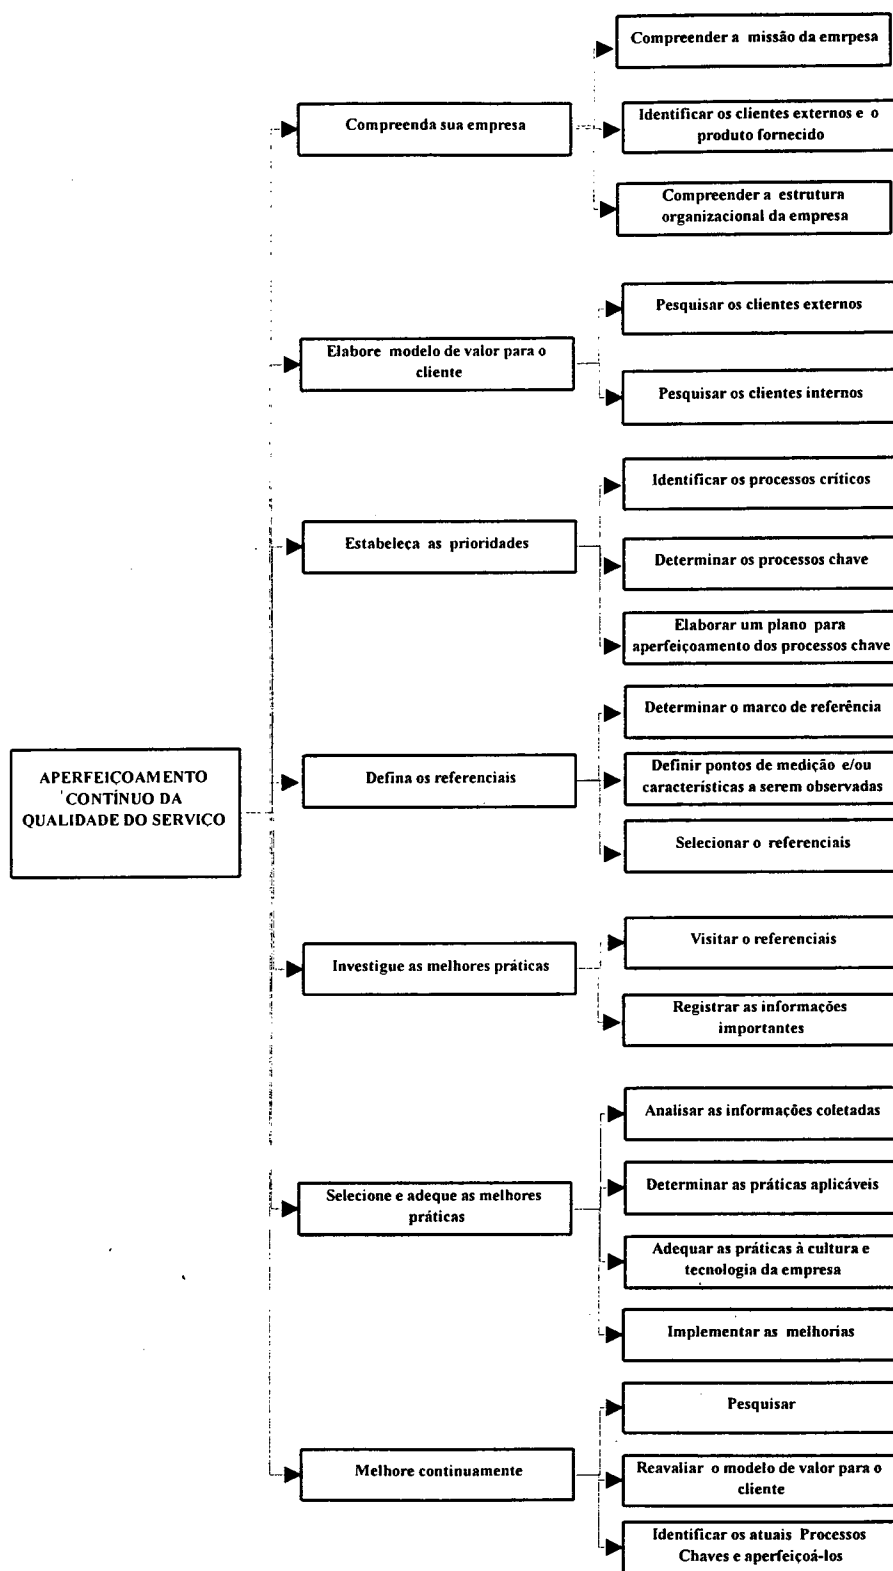 Compreender a missão da emrpesa
Compreenda sua empresa
Identificar os clientes externos e o
produto fornecido
Compreender a estrutura
organizacional da empresa
Pesquisar os clientes externos
Elabore modelo de valor para o
cliente
Pesquisar os clientes internos
Identificar os processos críticos
Estabeleça as prioridades
Determinar os processos chave
Elaborar um plano para
aperfeiçoamento dos processos chave
Determinar o marco de referência
APERFEIÇOAMENTO
CONTÍNUO DA
QUALIDADE DO SERVIÇO
Defina os referenciais
Definir pontos de medição e/ou
características a serem observadas
Selecionar o referenciais
Visitar o referenciais
Investigue as melhores práticas
Registrar as informações
importantes
Analisar as informações coletadas
Selecione e adeque as melhores
práticas
Determinar as práticas aplicáveis
Adequar as práticas à cultura e
tecnologia da empresa
Implementar as melhorias
Pesquisar
Melhore continuamente
Reavaliar o modelo de valor para o
cliente
Identificar os atuais Processos
Chaves e aperfeiçoá-los